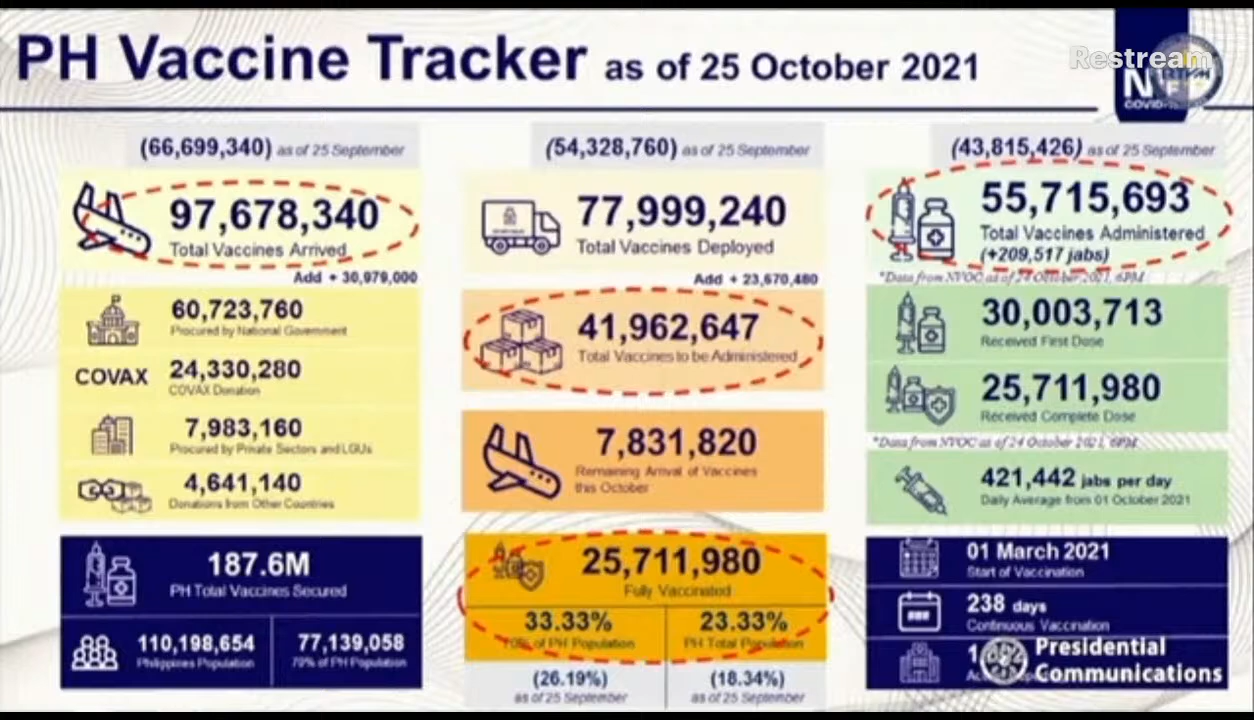 PH Vaccine Tracker as of 25 October 2021
Restream
COVID-
(66,699,340) as of 25 September
97,678,340
Total Vaccines Arrived
Add + 30,979,000
60,723,760
Procured by National Government
COVAX
24,330,280
COVAX Donation
7,983,160
Procured by Private Sectors and LGUs
4,641,140
Donations from Other Countries
187.6M
PH Total Vaccines Secured
110,198,654
Philippines Population
77,139,058
70% of PH Population
(54,328,760) as of 25 September
77,999,240
Total Vaccines Deployed
Add + 23,670,480
41,962,647
Total Vaccines to be Administered
7,831,820
Remaining Arrival of Vaccines
this October
25,711,980
Fully Vaccinated
33.33%
70% of PH Population
23.33%
PH Total Population
(26.19%)
as of 25 September
(18.34%)
as of 25 September
(43,815,426) as of 25 September
55,715,693
Total Vaccines Administered
(+209,517 jabs)
*Data from NVOC as of 24 October 2021, 6PM
30,003,713
Received First Dose
25,711,980
Received Complete Dose
*Data from NVOC as of 24 October 2021, 6PM
421,442 jabs per day
Daily Average from 01 October 2021
01 March 2021
Start of Vaccination
238 days
Continuous Vaccination
Presidential
Communications